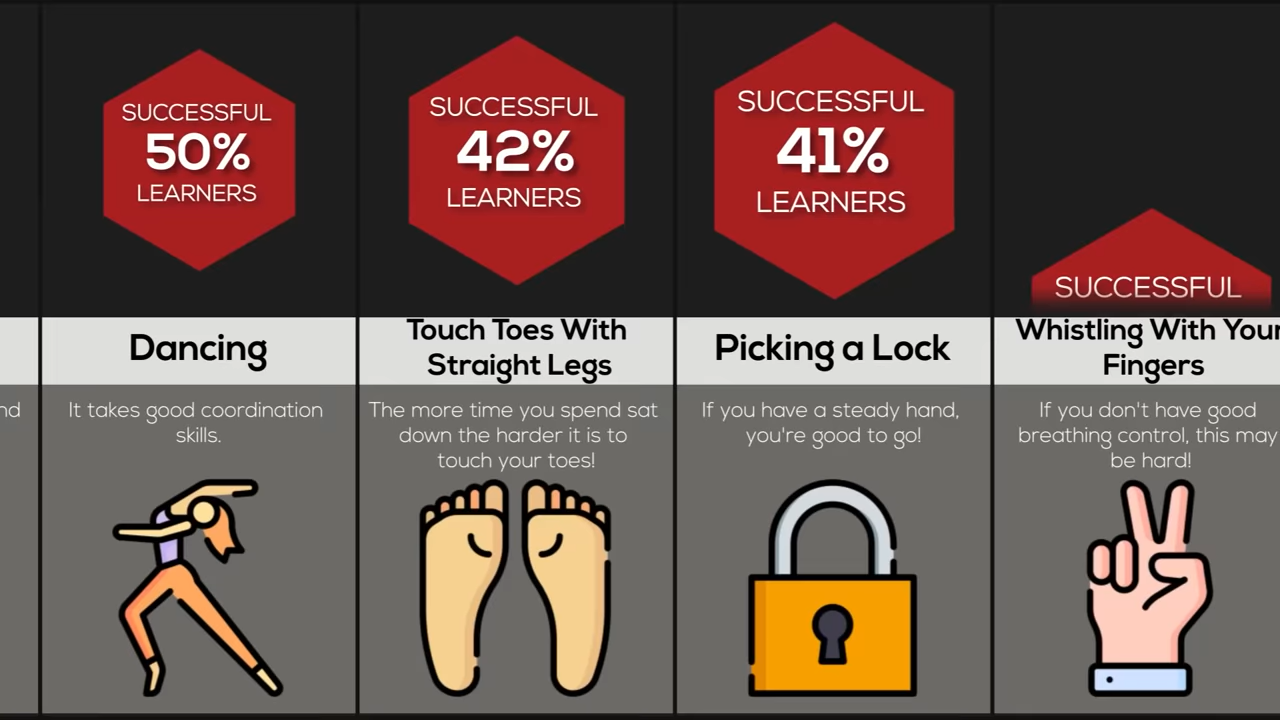 SUCCESSFUL
50%
LEARNERS
Dancing
It takes good coordination
skills.
SUCCESSFUL
42%
LEARNERS
Touch Toes With
Straight Legs
The more time you spend sat
down the harder it is to
touch your toes!
SUCCESSFUL
41%
LEARNERS
Picking a Lock
If you have a steady hand,
you're good to go!
SUCCESSFUL
Whistling With Your
Fingers
If you don't have good
breathing control, this may
be hard!